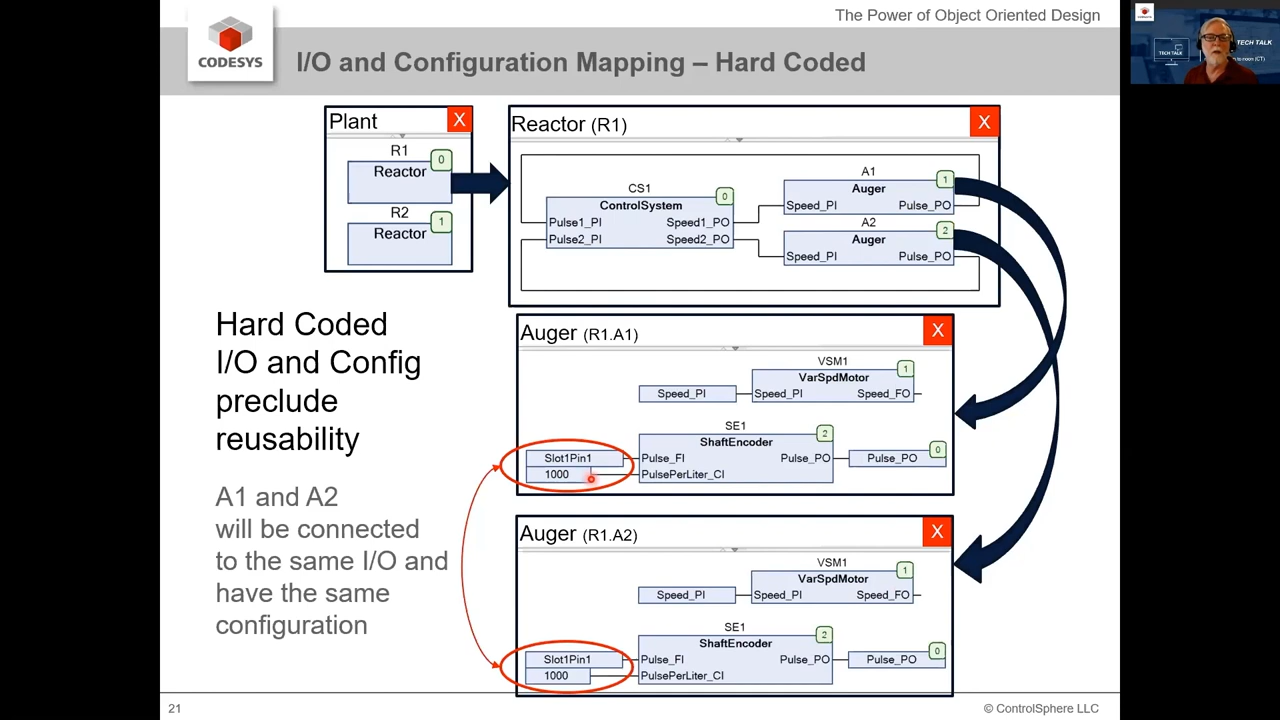 The Power of Object Oriented Design
CODESYS
I/O and Configuration Mapping – Hard Coded
TECH TALK
TECH TALK
Plant
X
R1
0
Reactor
R2
1
Reactor
Reactor (R1)
X
CS1
0
ControlSystem
Pulse1_PI Speed1_PO
Pulse2_PI Speed2_PO
A1
1
Auger
Speed_PI Pulse_PO
A2
2
Auger
Speed_PI Pulse_PO
Hard Coded
I/O and Config
preclude
reusability
A1 and A2
will be connected
to the same I/O and
have the same
configuration
Auger (R1.A1)
X
VSM1
1
VarSpdMotor
Speed_PI Speed_PI Speed_FO
SE1
2
ShaftEncoder
0
Slot1Pin1 Pulse_FI Pulse_PO Pulse_PO
1000 PulsePerLiter_CI
Auger (R1.A2)
X
VSM1
1
VarSpdMotor
Speed_PI Speed_PI Speed_FO
SE1
2
ShaftEncoder
0
Slot1Pin1 Pulse_FI Pulse_PO Pulse_PO
1000 PulsePerLiter_CI
21
© ControlSphere LLC